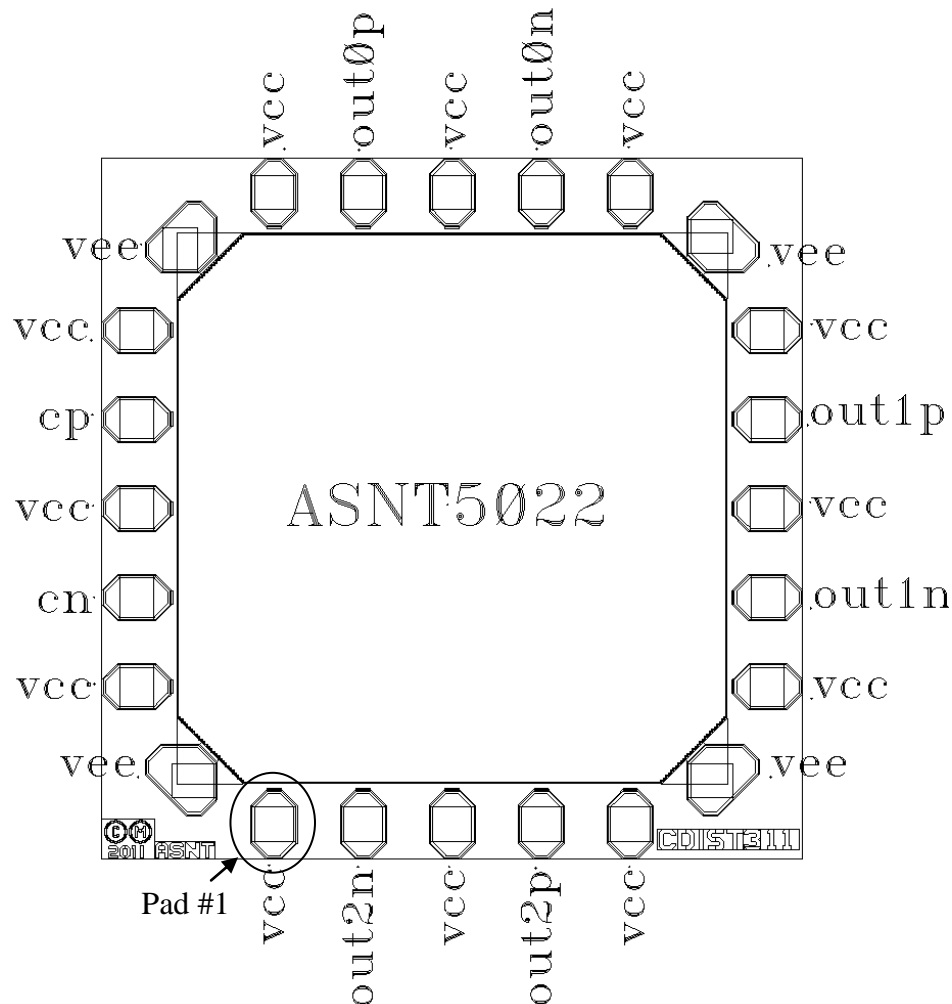 vcc
out0p
vcc
out0n
vcc
vee
vee
vcc
vcc
cp
out1p
vcc
ASNT5022
vcc
cn
out1n
vcc
vcc
vee
vee
C M
2011 ASNT
CDIST311
Pad #1
vcc
out2n
vcc
out2p
vcc